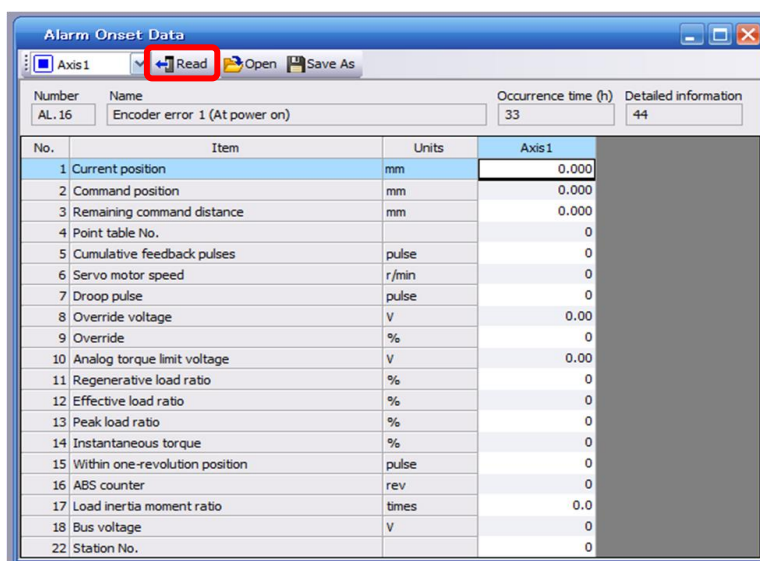 Alarm Onset Data
Axis1 Read Open Save As
Number Name Occurrence time (h) Detailed information
AL.16 Encoder error 1 (At power on) 33 44
No. Item Units Axis1
1 Current position mm 0.000
2 Command position mm 0.000
3 Remaining command distance mm 0.000
4 Point table No. 0
5 Cumulative feedback pulses pulse 0
6 Servo motor speed r/min 0
7 Droop pulse pulse 0
8 Override voltage V 0.00
9 Override % 0
10 Analog torque limit voltage V 0.00
11 Regenerative load ratio % 0
12 Effective load ratio % 0
13 Peak load ratio % 0
14 Instantaneous torque % 0
15 Within one-revolution position pulse 0
16 ABS counter rev 0
17 Load inertia moment ratio times 0.0
18 Bus voltage V 0
22 Station No. 0